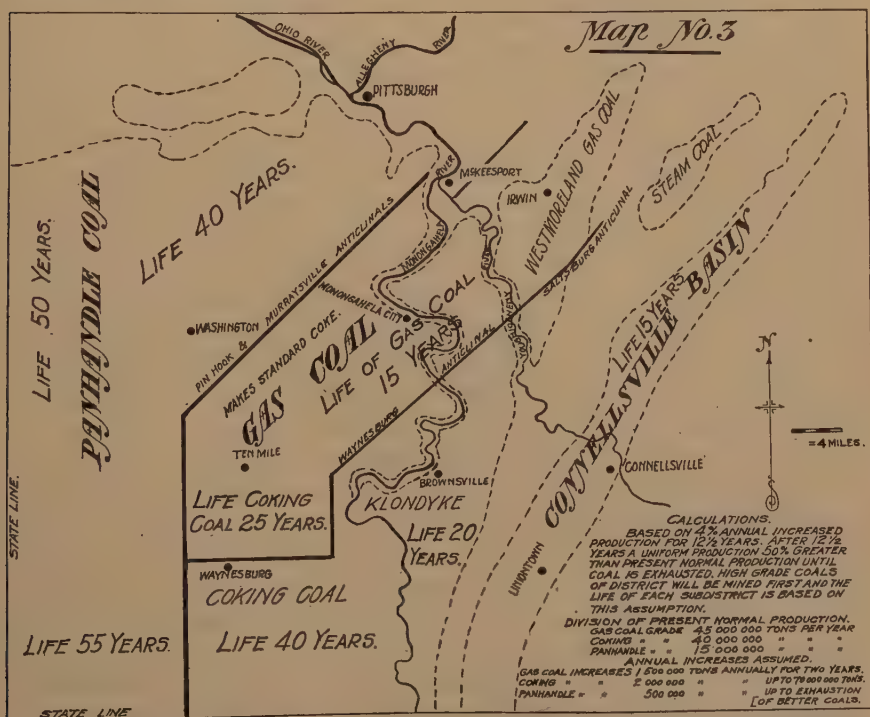 Map No. 3
OHIO RIVER
ALLEGHENY RIVER
PITTSBURGH
RIVER
McKEESPORT
IRWIN
WESTMORELAND GAS COAL
STEAM COAL
LIFE 50 YEARS.
PANHANDLE COAL
LIFE 40 YEARS.
PIN HOOK & MURRAYSVILLE ANTICLINALS
MONONGAHELA
MONONGAHELA CITY
SALTSBURG ANTICLINAL
WASHINGTON
MAKES STANDARD COKE.
GAS COAL
LIFE OF GAS COAL
15 YEARS
WAYNESBURG ANTICLINAL
LIFE 15 YEARS
CONNELLSVILLE BASIN
N
S
= 4 MILES.
TEN MILE
LIFE COKING
COAL 25 YEARS.
BROWNSVILLE
KLONDYKE
LIFE 20
YEARS.
CONNELLSVILLE
UNIONTOWN
STATE LINE.
WAYNESBURG
COKING COAL
LIFE 55 YEARS.
LIFE 40 YEARS.
STATE LINE
CALCULATIONS.
BASED ON 4% ANNUAL INCREASED
PRODUCTION FOR 12½ YEARS. AFTER 12½
YEARS A UNIFORM PRODUCTION 50% GREATER
THAN PRESENT NORMAL PRODUCTION UNTIL
COAL IS EXHAUSTED. HIGH GRADE COALS
OF DISTRICT WILL BE MINED FIRST AND THE
LIFE OF EACH SUBDISTRICT IS BASED ON
THIS ASSUMPTION.
DIVISION OF PRESENT NORMAL PRODUCTION.
GAS COAL GRADE 45 000 000 TONS PER YEAR
COKING " " 40 000 000 " " "
PANHANDLE " " 15 000 000 " " "
ANNUAL INCREASES ASSUMED.
GAS COAL INCREASES 1 500 000 TONS ANNUALLY FOR TWO YEARS.
COKING " " 2 000 000 " " UP TO 70 000 000 TONS.
PANHANDLE " " 500 000 " " UP TO EXHAUSTION
[OF BETTER COALS.